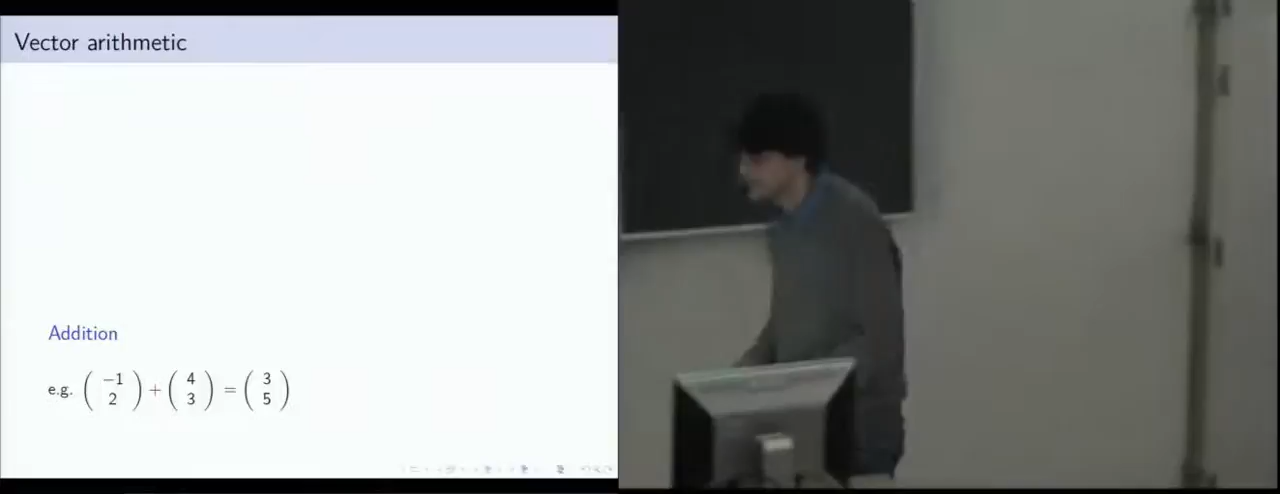 Vector arithmetic
Addition
e.g. ( −1 2 ) + ( 4 3 ) = ( 3 5 )